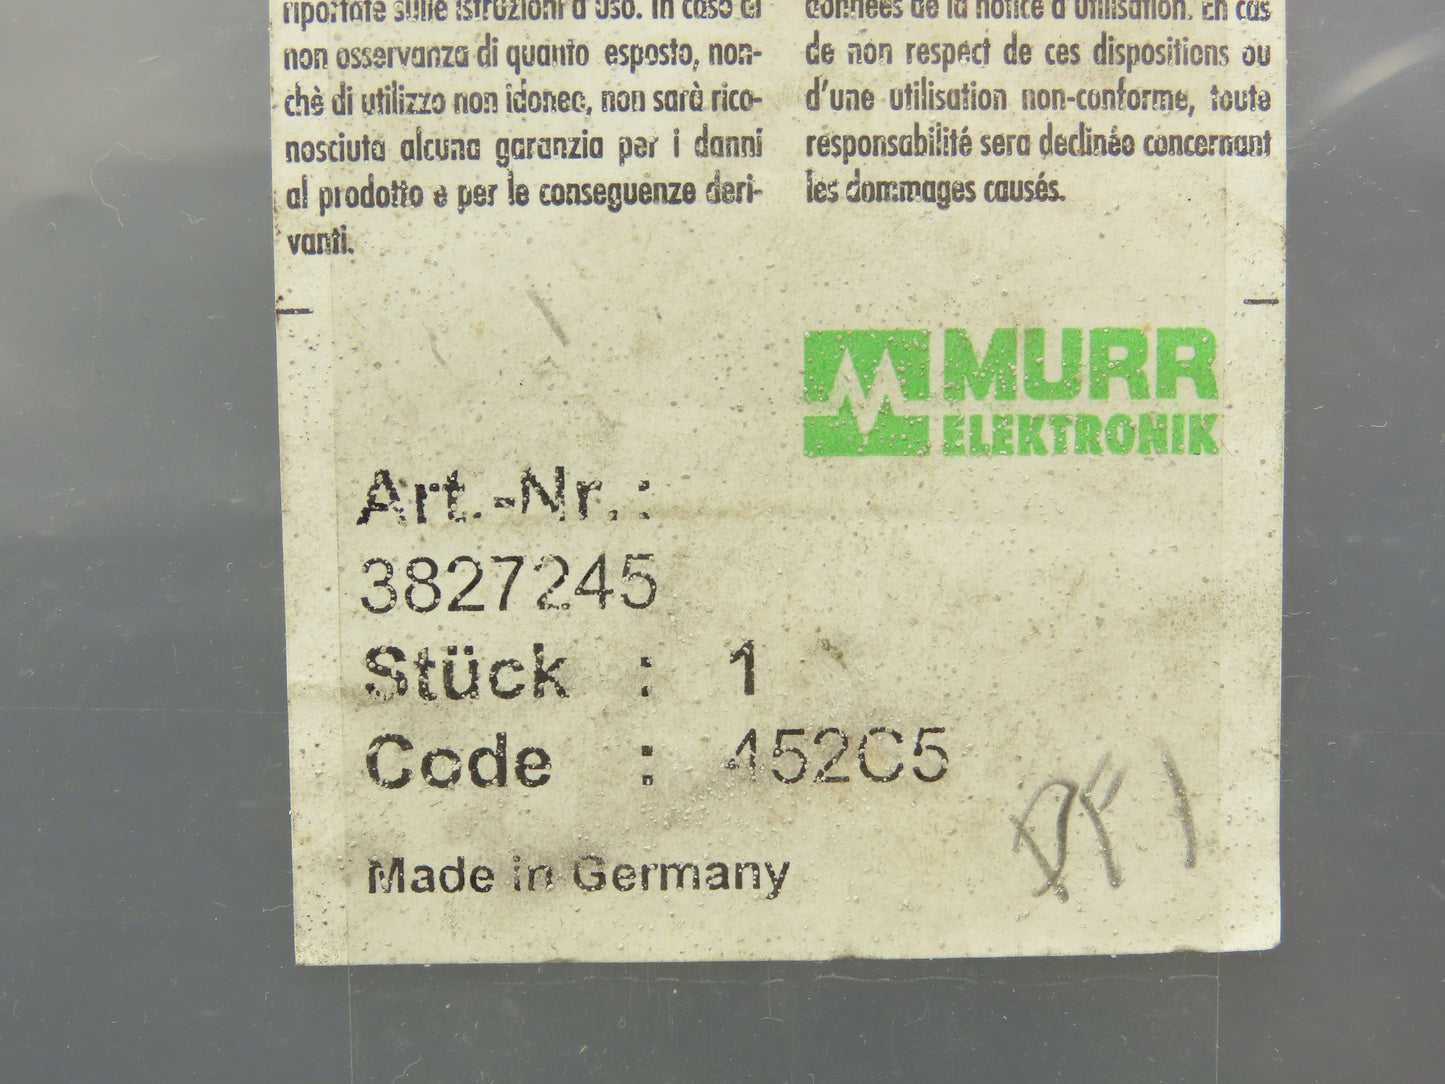 riportate sulle istruzioni d'uso. In caso di
non osservanza di quanto esposto, non-
chè di utilizzo non idoneo, non sarà rico-
nosciuta alcuna garanzia per i danni
al prodotto e per le conseguenze deri-
vanti.
données de la notice d'utilisation. En cas
de non respect de ces dispositions ou
d'une utilisation non-conforme, toute
responsabilité sera declinée concernant
les dommages causés.
MURR
ELEKTRONIK
Art.-Nr.:
3827245
Stück : 1
Code : 452C5
Made in Germany